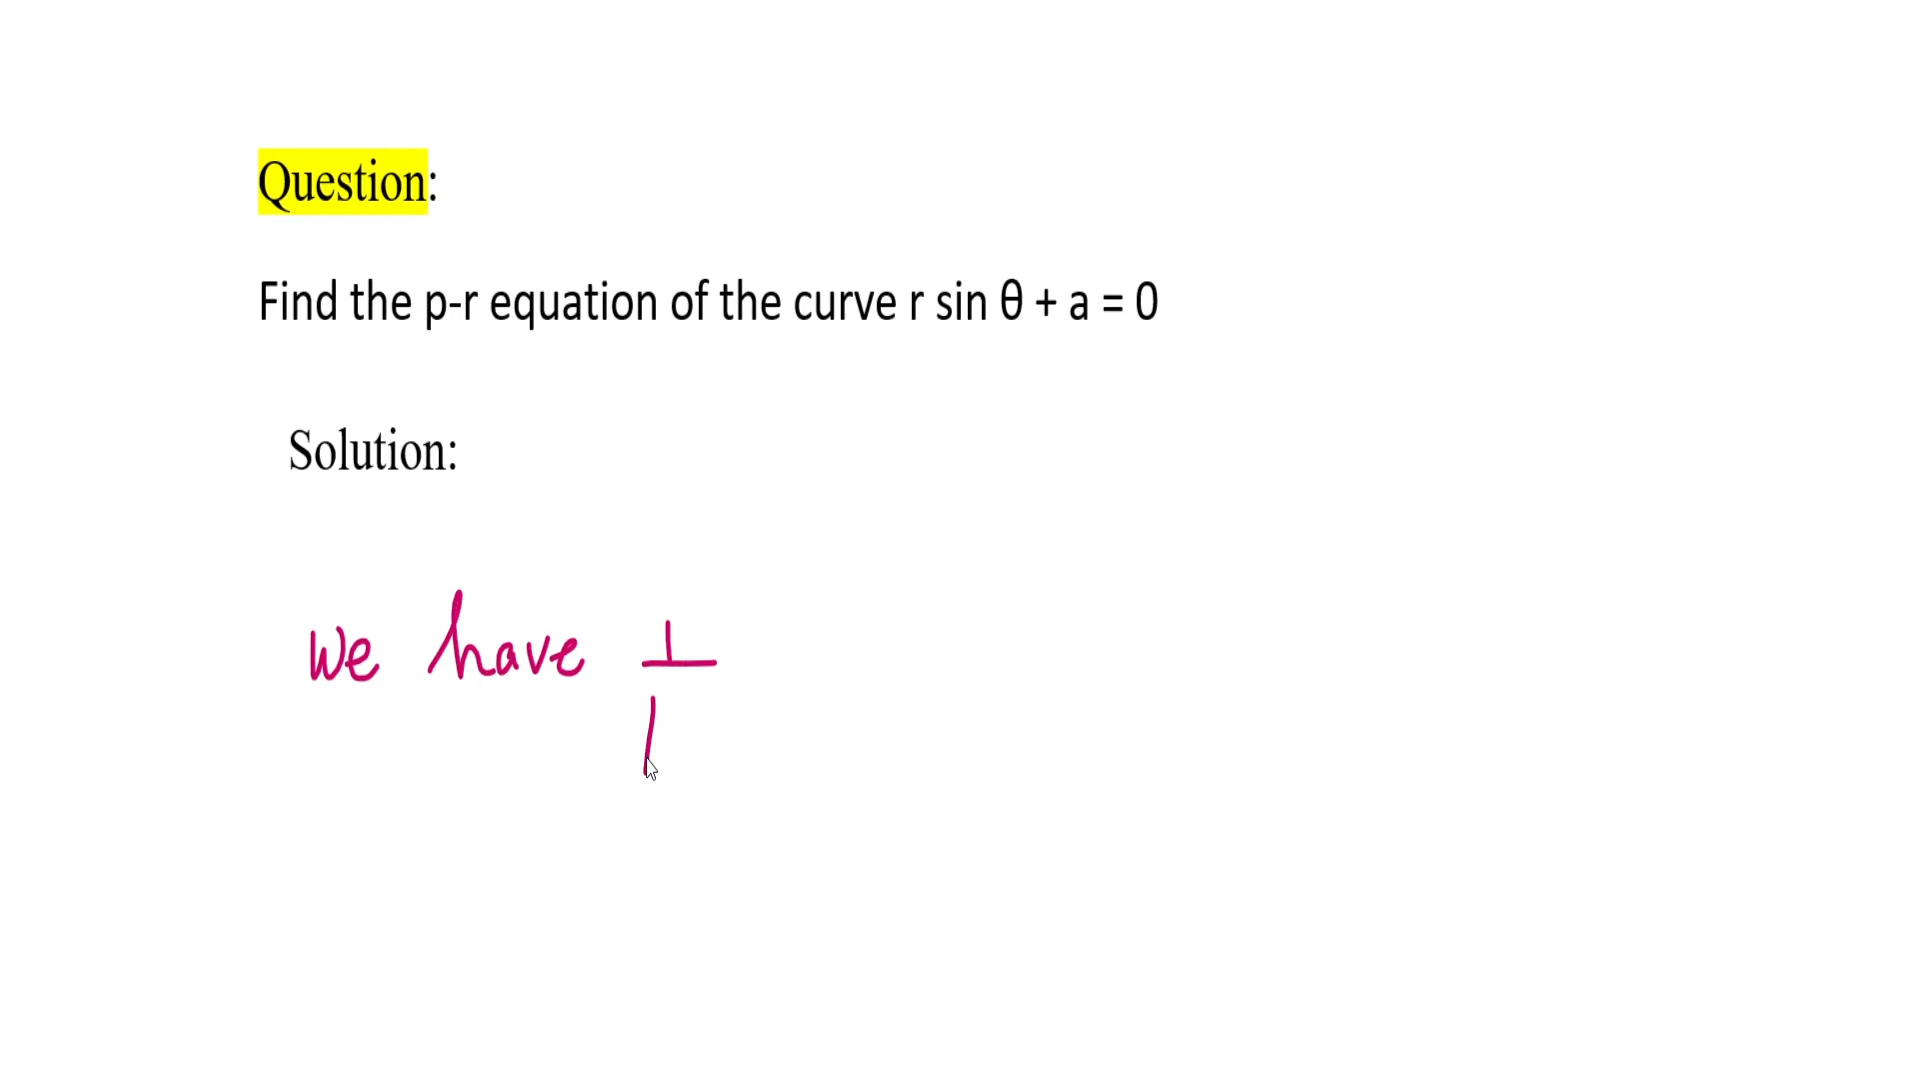 Question:
Find the p-r equation of the curve r sin θ + a = 0
Solution:
We have 1